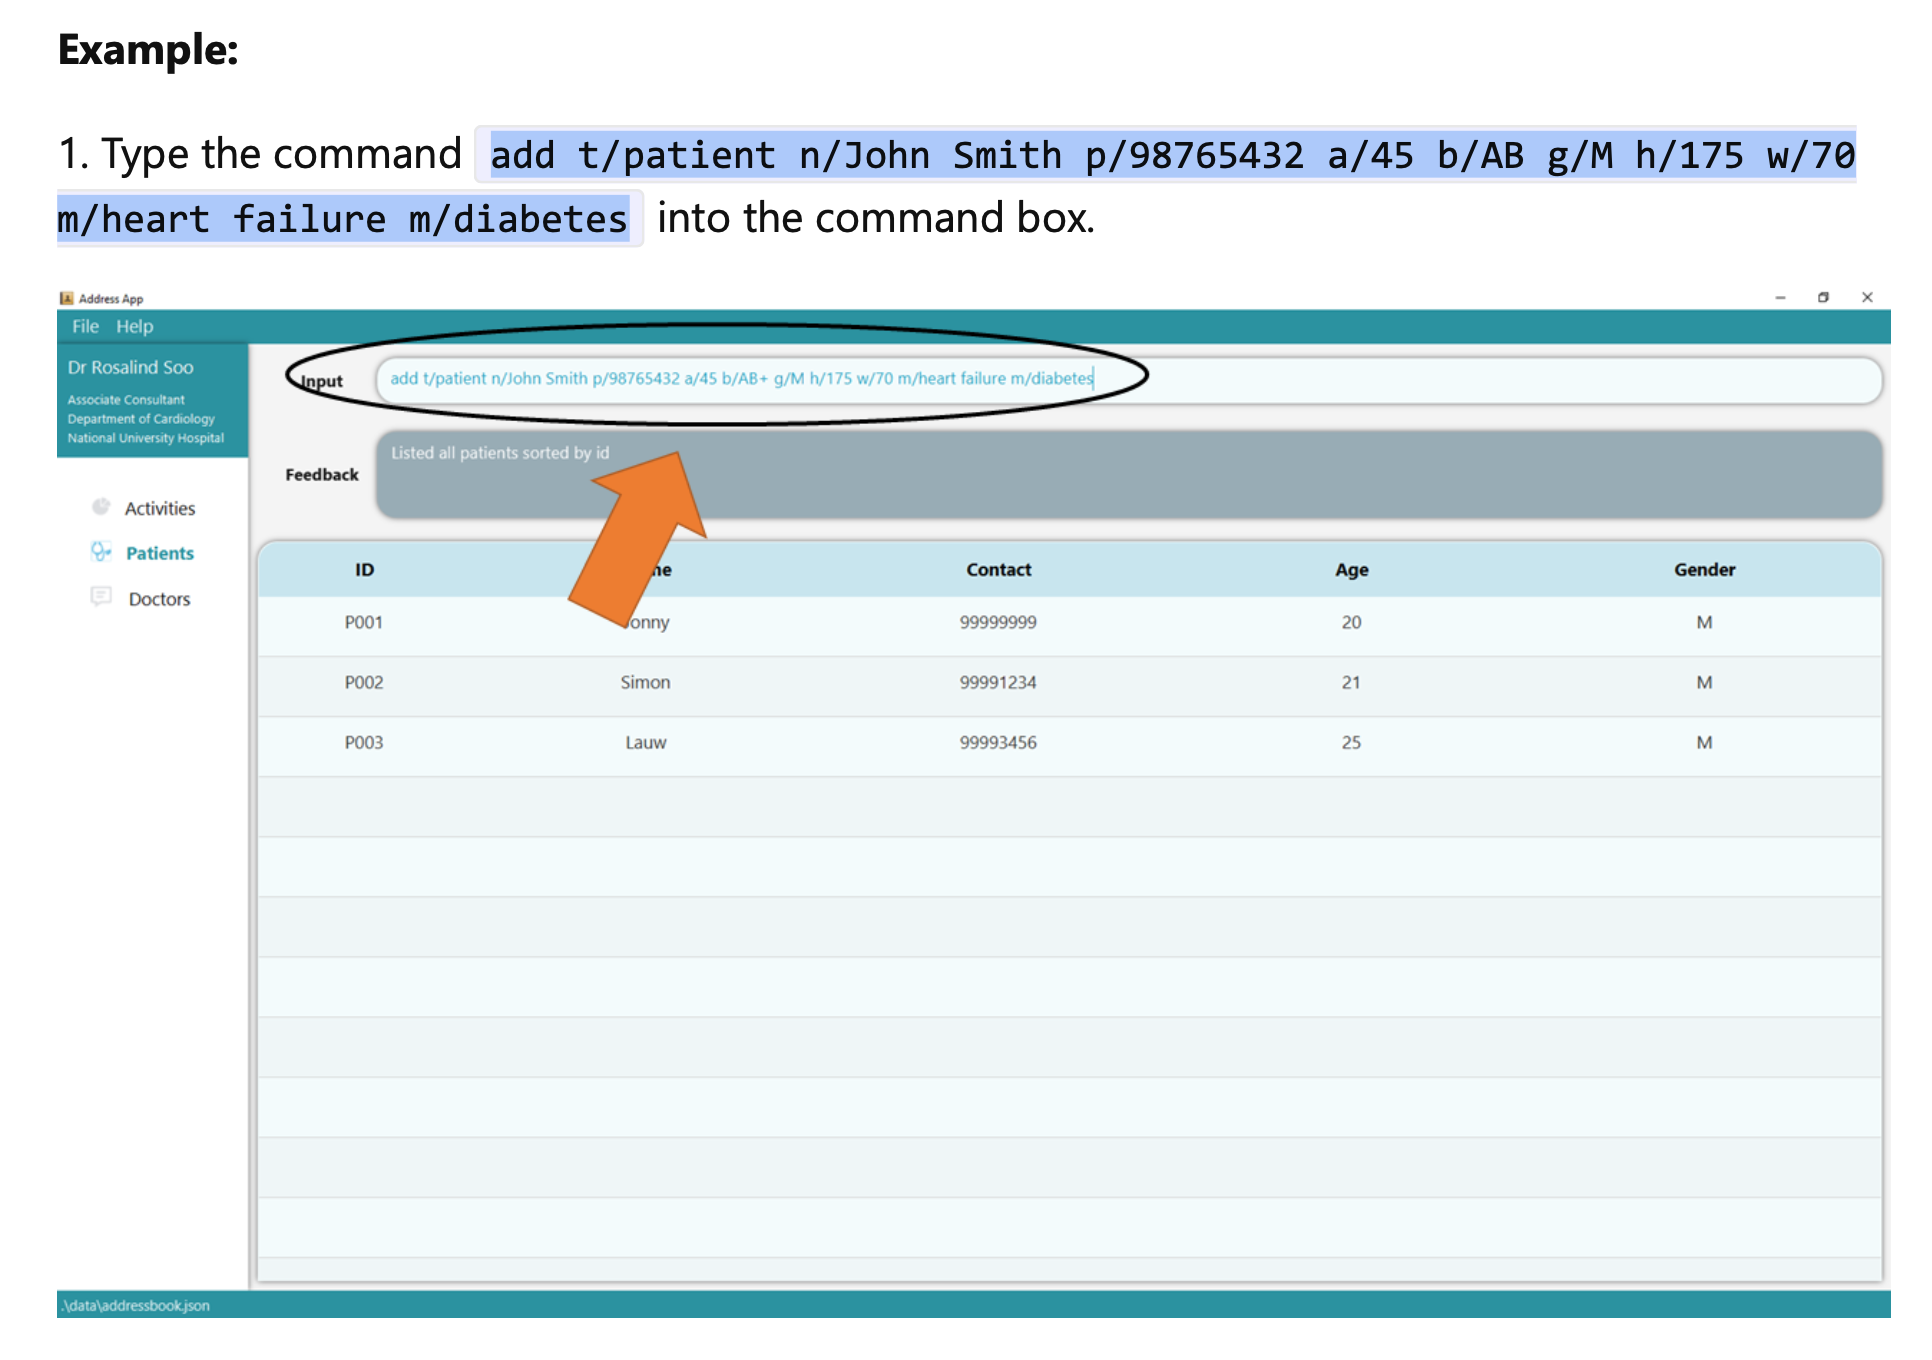 Example:
1. Type the command add t/patient n/John Smith p/98765432 a/45 b/AB g/M h/175 w/70
m/heart failure m/diabetes into the command box.
Address App
File Help
Dr Rosalind Soo
Associate Consultant
Department of Cardiology
National University Hospital
Activities
Patients
Doctors
Input add t/patient n/John Smith p/98765432 a/45 b/AB+ g/M h/175 w/70 m/heart failure m/diabetes
Feedback Listed all patients sorted by id
ID Contact Age Gender
P001 99999999 20 M
P002 Simon 99991234 21 M
P003 Lauw 99993456 25 M
.\data\addressbook.json